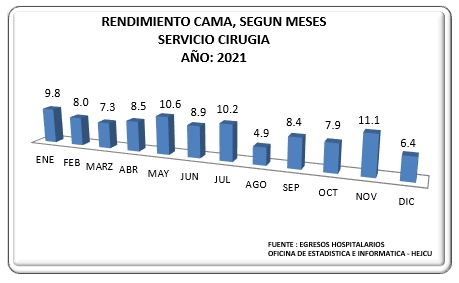 RENDIMIENTO CAMA, SEGUN MESES
SERVICIO CIRUGIA
AÑO: 2021
9.8 8.0 7.3 8.5 10.6 8.9 10.2 4.9 8.4 7.9 11.1 6.4
ENE FEB MARZ ABR MAY JUN JUL AGO SEP OCT NOV DIC
FUENTE : EGRESOS HOSPITALARIOS
OFICINA DE ESTADISTICA E INFORMATICA - HEJCU